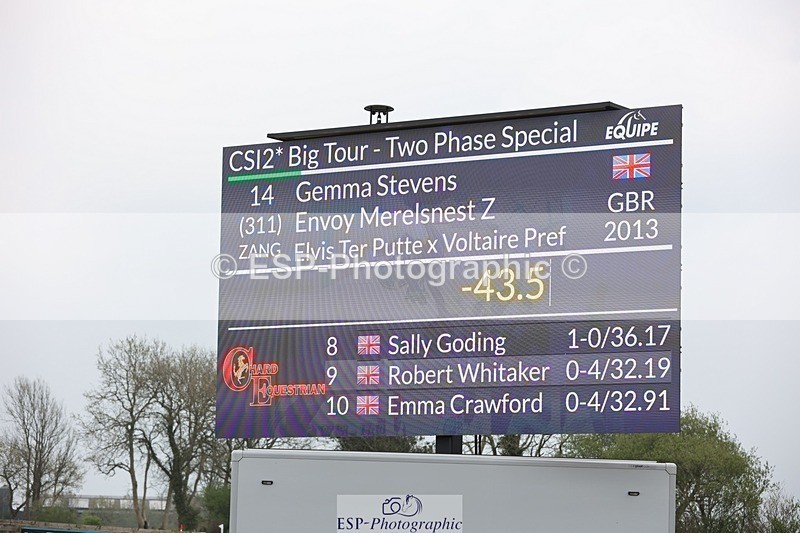 CSI2* Big Tour - Two Phase Special
EQUIPE
14 Gemma Stevens
(311) Envoy Merelsnest Z GBR
ZANG Elvis Ter Putte x Voltaire Pref 2013
© ESP-Photographic ©
-43.5
8 Sally Goding 1-0/36.17
CHARD EQUESTRIAN
9 Robert Whitaker 0-4/32.19
10 Emma Crawford 0-4/32.91
ESP-Photographic